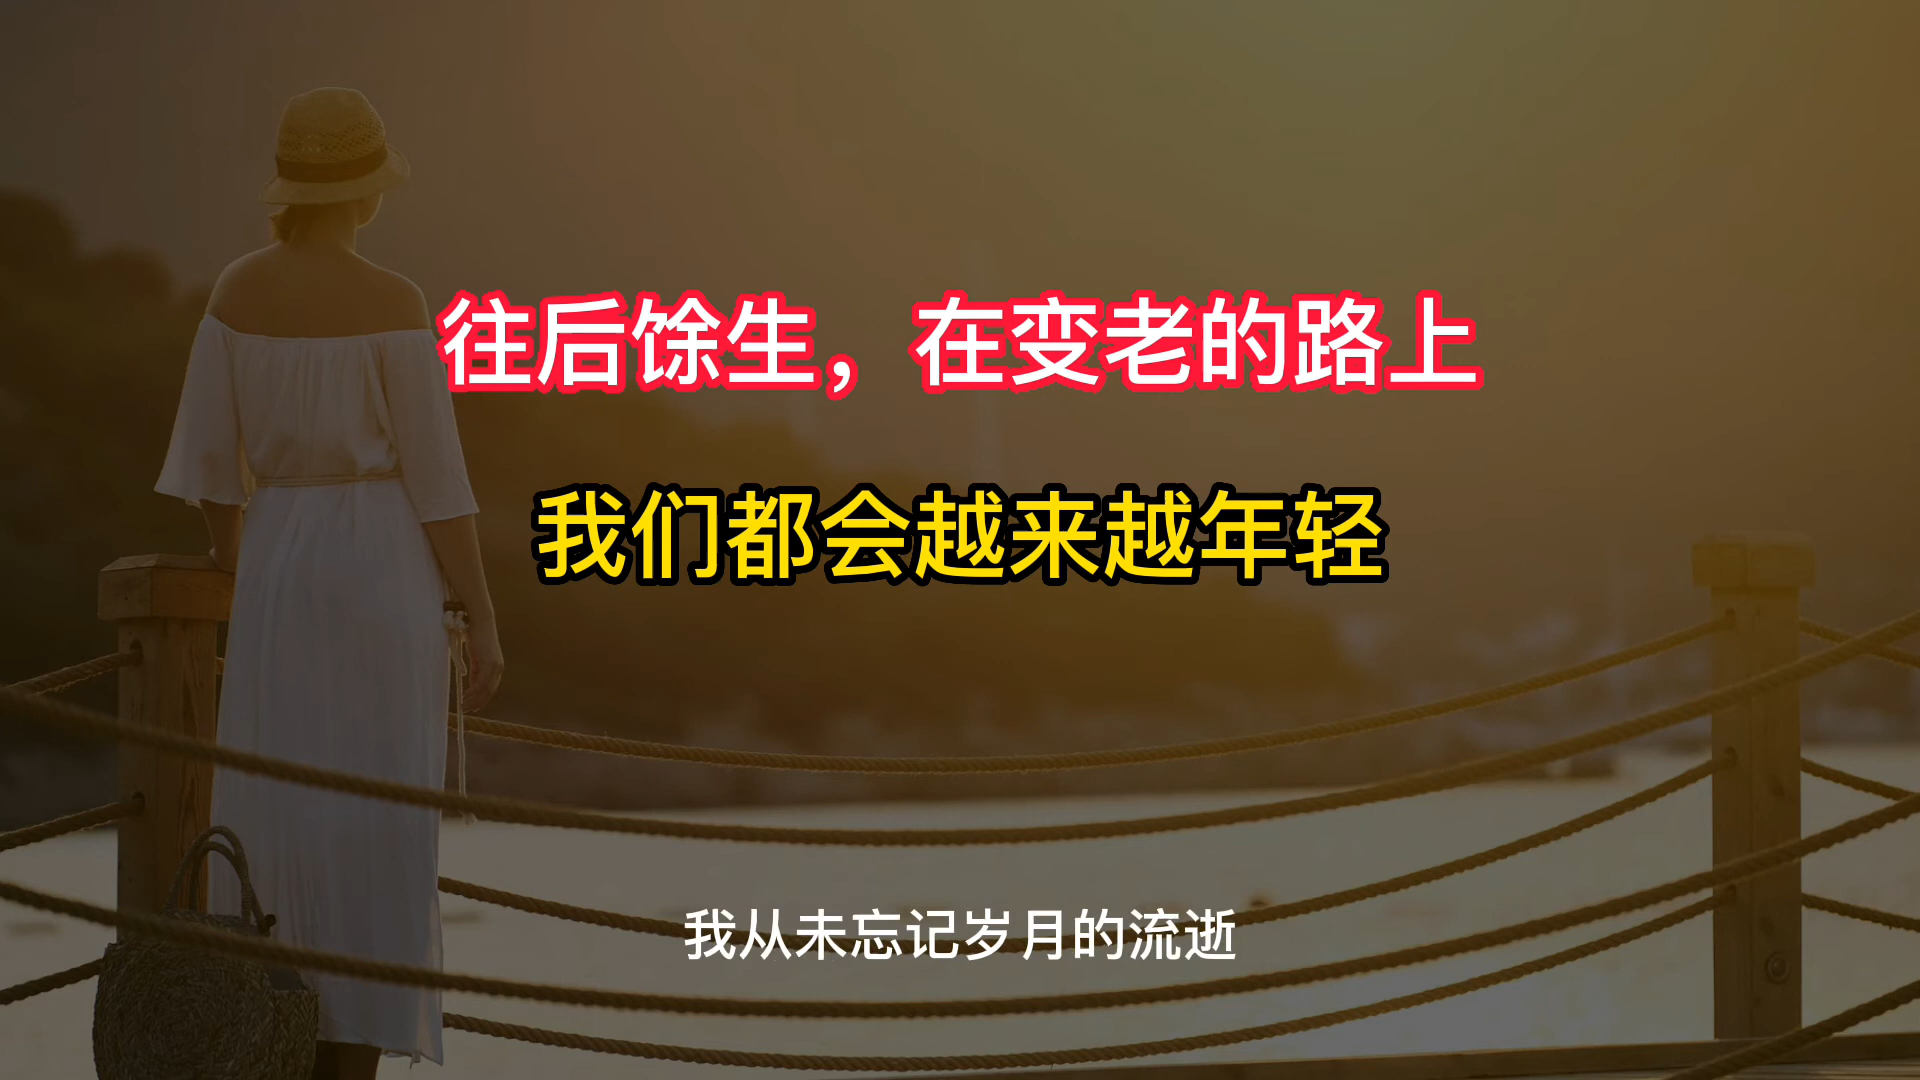 往后馀生，在变老的路上
我们都会越来越年轻
我从未忘记岁月的流逝